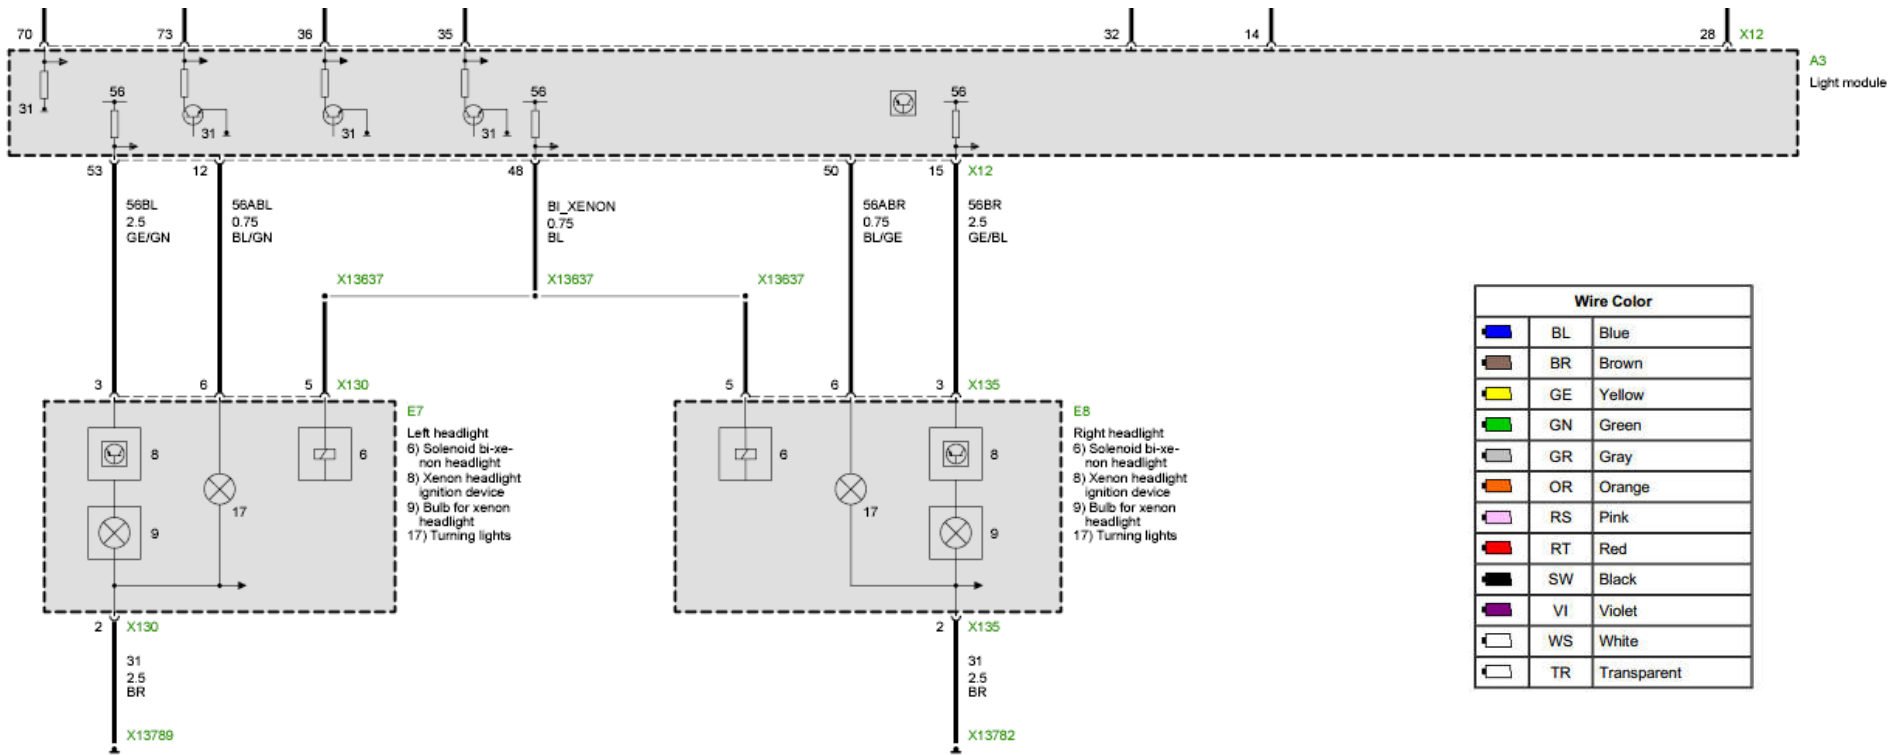 70 73 36 35 32 14 28 X12
A3
Light module
56 56 56
31 31 31 31
53 12 48 50 15 X12
56BL
2.5
GE/GN
56ABL
0.75
BL/GN
BI_XENON
0.75
BL
56ABR
0.75
BL/GE
56BR
2.5
GE/BL
X13637 X13637 X13637
3 6 5 X130
5 6 3 X135
E7
Left headlight
6) Solenoid bi-xe-
non headlight
8) Xenon headlight
ignition device
9) Bulb for xenon
headlight
17) Turning lights
8 6
17
9
E8
Right headlight
6) Solenoid bi-xe-
non headlight
8) Xenon headlight
ignition device
9) Bulb for xenon
headlight
17) Turning lights
6 8
17
9
2 X130
31
2.5
BR
X13789
2 X135
31
2.5
BR
X13782
Wire Color
BL Blue
BR Brown
GE Yellow
GN Green
GR Gray
OR Orange
RS Pink
RT Red
SW Black
VI Violet
WS White
TR Transparent